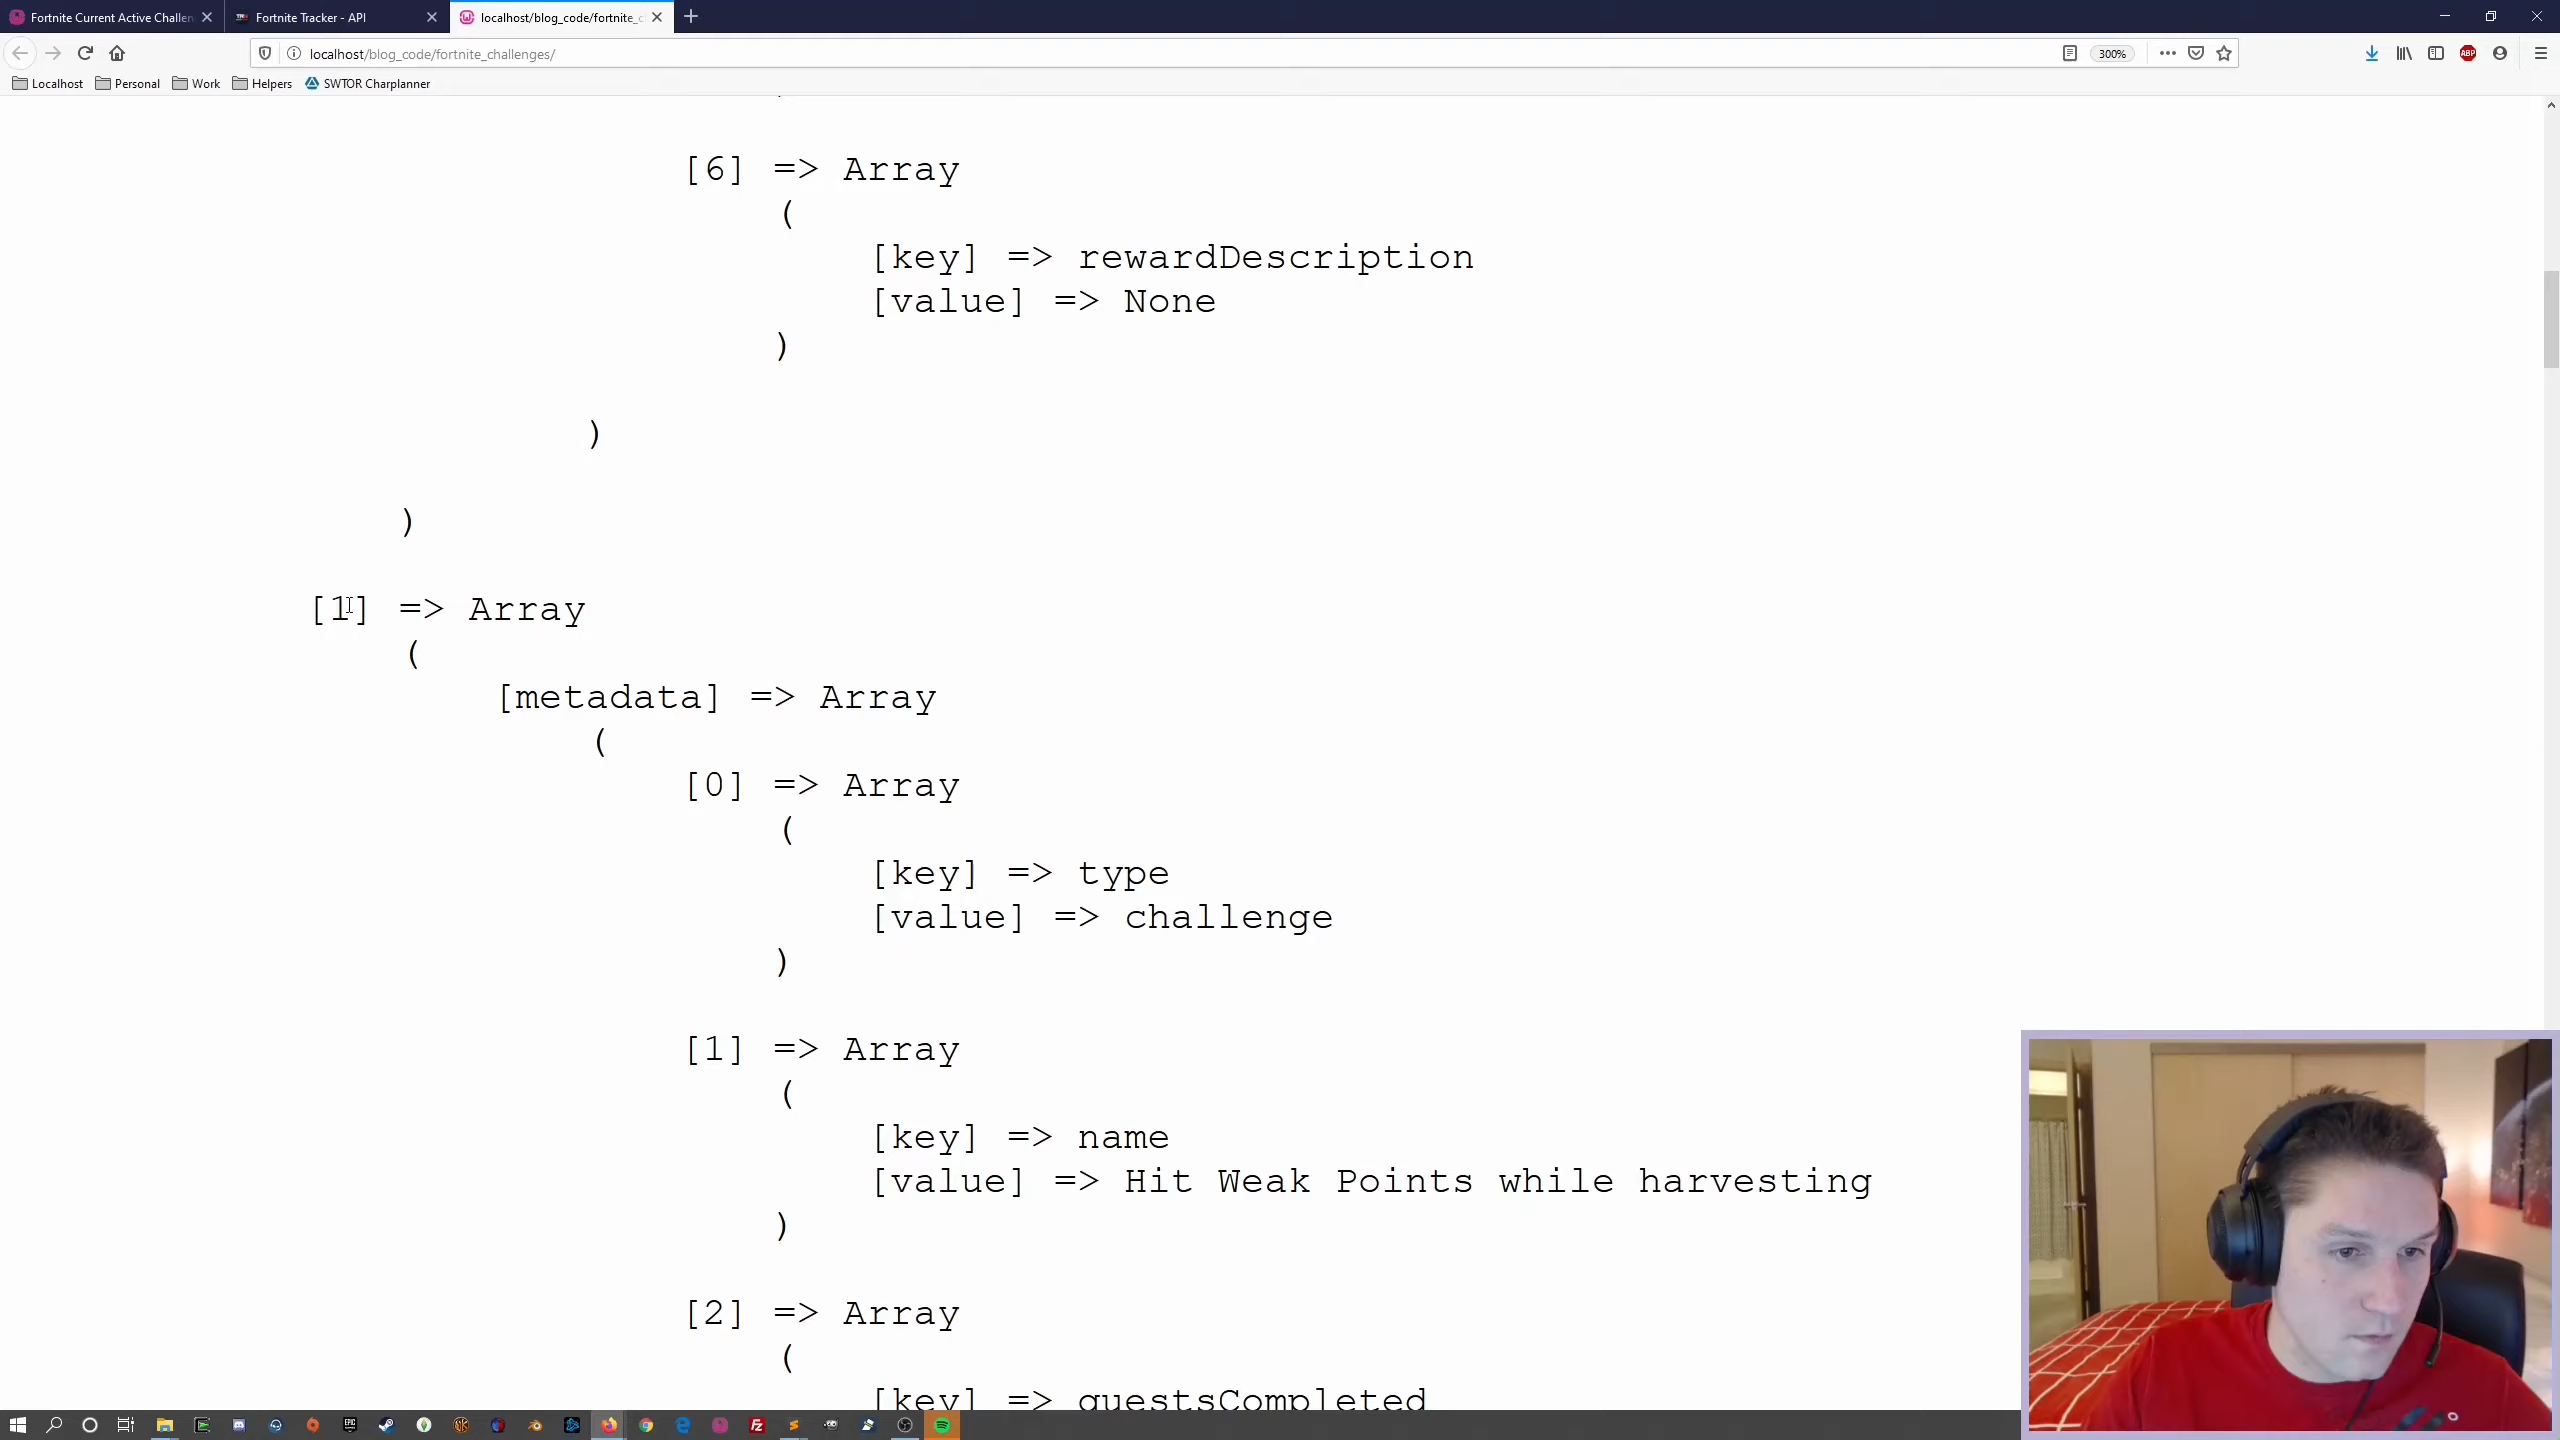 Fortnite Current Active Challen
Fortnite Tracker - API
localhost/blog_code/fortnite_c
localhost/blog_code/fortnite_challenges/
300%
ABP
Localhost
Personal
Work
Helpers
SWTOR Charplanner
[6] => Array
(
[key] => rewardDescription
[value] => None
)
)
)
[1] => Array
(
[metadata] => Array
(
[0] => Array
(
[key] => type
[value] => challenge
)
[1] => Array
(
[key] => name
[value] => Hit Weak Points while harvesting
)
[2] => Array
(
[key] => questsCompleted